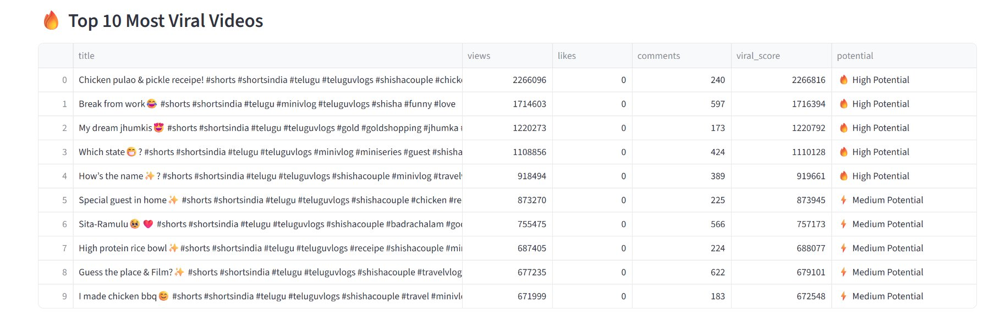 🔥 Top 10 Most Viral Videos
title views likes comments viral_score potential
0 Chicken pulao & pickle receipe! #shorts #shortsindia #telugu #teluguvlogs #shishacouple #chick 2266096 0 240 2266816 🔥 High Potential
1 Break from work😂 #shorts #shortsindia #telugu #minivlog #teluguvlogs #shisha #funny #love 1714603 0 597 1716394 🔥 High Potential
2 My dream jhumkis😍 #shorts #shortsindia #telugu #teluguvlogs #gold #goldshopping #jhumka # 1220273 0 173 1220792 🔥 High Potential
3 Which state😁? #shorts #shortsindia #telugu #teluguvlogs #minivlog #miniseries #guest #shisha 1108856 0 424 1110128 🔥 High Potential
4 How’s the name✨? #shorts #shortsindia #telugu #teluguvlogs #shishacouple #minivlog #travelv 918494 0 389 919661 🔥 High Potential
5 Special guest in home✨ #shorts #shortsindia #telugu #teluguvlogs #shishacouple #chicken #re 873270 0 225 873945 ⚡ Medium Potential
6 Sita-Ramulu🥹❤️ #shorts #shortsindia #telugu #teluguvlogs #shishacouple #badrachalam #go 755475 0 566 757173 ⚡ Medium Potential
7 High protein rice bowl✨#shorts #shortsindia #telugu #teluguvlogs #receipe #shishacouple #mi 687405 0 224 688077 ⚡ Medium Potential
8 Guess the place & Film?✨ #shorts #shortsindia #telugu #teluguvlogs #shishacouple #travelvlog 677235 0 622 679101 ⚡ Medium Potential
9 I made chicken bbq😊 #shorts #shortsindia #telugu #teluguvlogs #shishacouple #travel #minivl 671999 0 183 672548 ⚡ Medium Potential